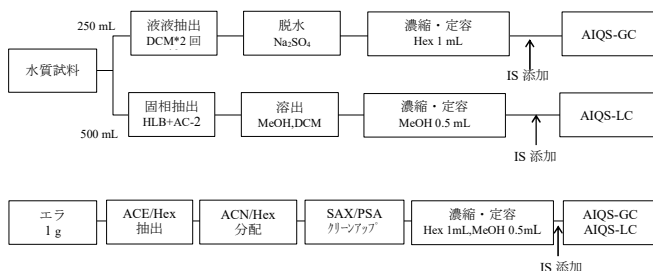 250 mL
液液抽出
DCM*2 回
脱水
Na₂SO₄
濃縮・定容
Hex 1 mL
AIQS-GC
IS 添加
水質試料
固相抽出
HLB+AC-2
溶出
MeOH,DCM
濃縮・定容
MeOH 0.5 mL
AIQS-LC
500 mL
IS 添加
エラ
1 g
ACE/Hex
抽出
ACN/Hex
分配
SAX/PSA
ｸﾘｰﾝｱｯﾌﾟ
濃縮・定容
Hex 1mL,MeOH 0.5mL
AIQS-GC
AIQS-LC
IS 添加